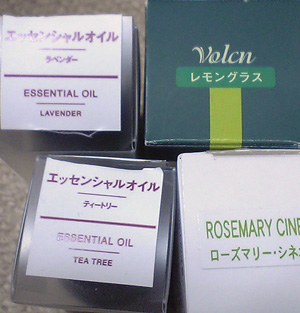 エッセンシャルオイル
ラベンダー
ESSENTIAL OIL
LAVENDER
Volcn
レモングラス
エッセンシャルオイル
ティートリー
ESSENTIAL OIL
TEA TREE
ROSEMARY CINE
ローズマリー・シネオ